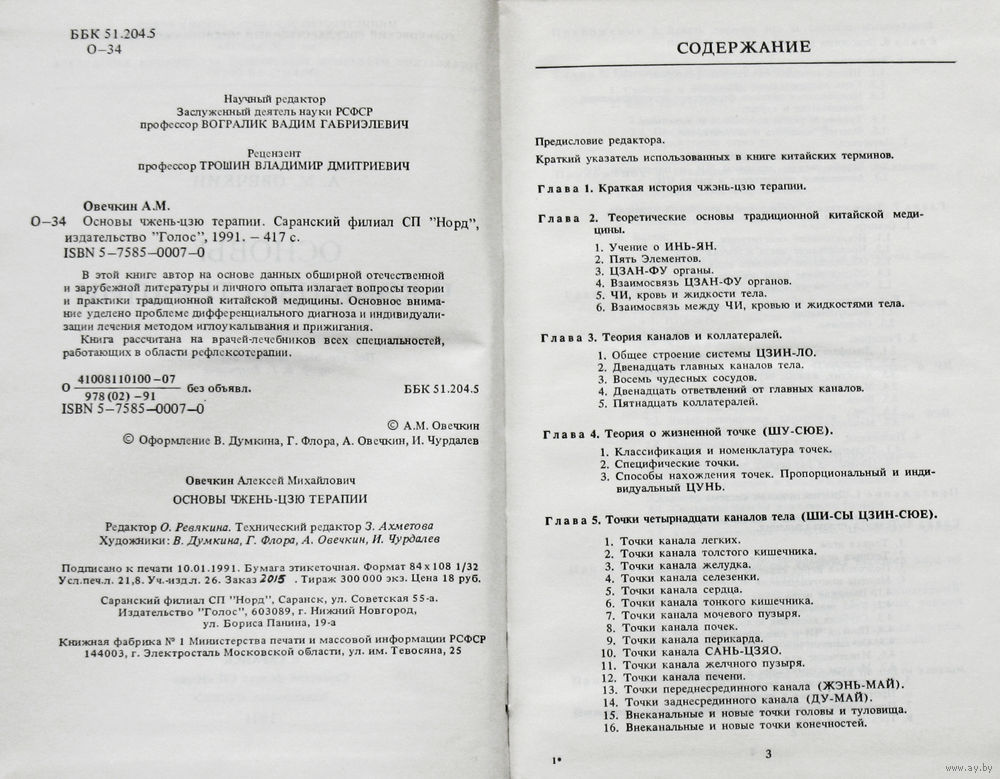 ББК 51.204.5
О—34
Научный редактор
Заслуженный деятель науки РСФСР
профессор ВОГРАЛИК ВАДИМ ГАБРИЭЛЕВИЧ
Рецензент
профессор ТРОШИН ВЛАДИМИР ДМИТРИЕВИЧ
Овечкин А.М.
О—34 Основы чжень-цзю терапии. Саранский филиал СП "Норд",
издательство "Голос", 1991. — 417 с.
ISBN 5—7585—0007—0
В этой книге автор на основе данных обширной отечественной
и зарубежной литературы и личного опыта излагает вопросы теории
и практики традиционной китайской медицины. Основное внима-
ние уделено проблеме дифференциального диагноза и индивидуали-
зации лечения методом иглоукалывания и прижигания.
Книга рассчитана на врачей-лечебников всех специальностей,
работающих в области рефлексотерапии.
О 41008110100—07
978 (02) —91 без объявл. ББК 51.204.5
ISBN 5—7585—0007—0
© А.М. Овечкин
© Оформление В. Думкина, Г. Флора, А. Овечкин, И. Чурдалев
Овечкин Алексей Михайлович
ОСНОВЫ ЧЖЕНЬ-ЦЗЮ ТЕРАПИИ
Редактор О. Ревякина. Технический редактор З. Ахметова
Художники: В. Думкина, Г. Флора, А. Овечкин, И. Чурдалев
Подписано к печати 10.01.1991. Бумага этикеточная. Формат 84 х 108 1/32
Усл.печ.л. 21,8. Уч.-изд.л. 26. Заказ 2015 . Тираж 300 000 экз. Цена 18 руб.
Саранский филиал СП "Норд", Саранск, ул. Советская 55-а.
Издательство "Голос", 603089, г. Нижний Новгород,
ул. Бориса Панина, 19-а
Книжная фабрика № 1 Министерства печати и массовой информации РСФСР
144003, г. Электросталь Московской области, ул. им. Тевосяна, 25
СОДЕРЖАНИЕ
Предисловие редактора.
Краткий указатель использованных в книге китайских терминов.
Глава 1. Краткая история чжэнь-цзю терапии.
Глава 2. Теоретические основы традиционной китайской меди-
цины.
1. Учение о ИНЬ-ЯН.
2. Пять Элементов.
3. ЦЗАН-ФУ органы.
4. Взаимосвязь ЦЗАН-ФУ органов.
5. ЧИ, кровь и жидкости тела.
6. Взаимосвязь между ЧИ, кровью и жидкостями тела.
Глава 3. Теория каналов и коллатералей.
1. Общее строение системы ЦЗИН-ЛО.
2. Двенадцать главных каналов тела.
3. Восемь чудесных сосудов.
4. Двенадцать ответвлений от главных каналов.
5. Пятнадцать коллатералей.
Глава 4. Теория о жизненной точке (ШУ-СЮЕ).
1. Классификация и номенклатура точек.
2. Специфические точки.
3. Способы нахождения точек. Пропорциональный и инди-
видуальный ЦУНЬ.
Глава 5. Точки четырнадцати каналов тела (ШИ-СЫ ЦЗИН-СЮЕ).
1. Точки канала легких.
2. Точки канала толстого кишечника.
3. Точки канала желудка.
4. Точки канала селезенки.
5. Точки канала сердца.
6. Точки канала тонкого кишечника.
7. Точки канала мочевого пузыря.
8. Точки канала почек.
9. Точки канала перикарда.
10. Точки канала САНЬ-ЦЗЯО.
11. Точки канала желчного пузыря.
12. Точки канала печени.
13. Точки переднесрединного канала (ЖЭНЬ-МАЙ).
14. Точки заднесрединного канала (ДУ-МАЙ).
15. Внеканальные и новые точки головы и туловища.
16. Внеканальные и новые точки конечностей.
1*
3
www.ay.by